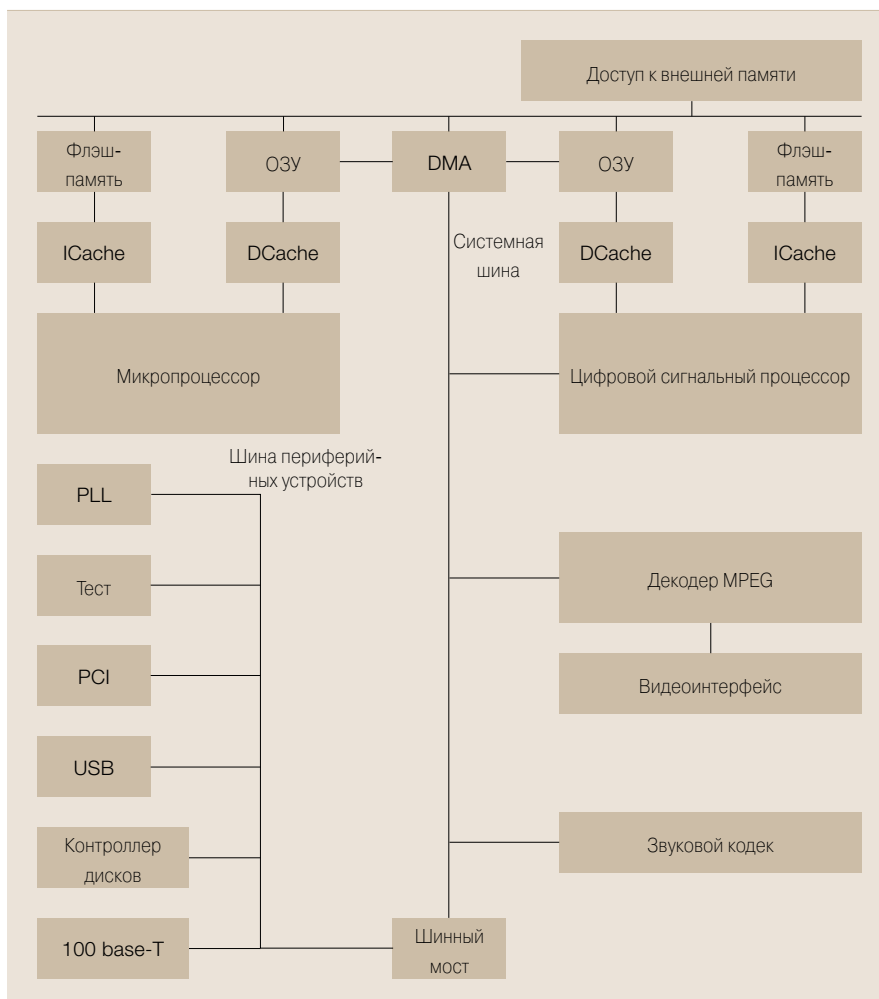 Доступ к внешней памяти
Флэш-
память
ОЗУ
DMA
ОЗУ
Флэш-
память
ICache
DCache
Системная
шина
DCache
ICache
Микропроцессор
Цифровой сигнальный процессор
Шина периферий-
ных устройств
PLL
Тест
Декодер MPEG
PCI
Видеоинтерфейс
USB
Контроллер
дисков
Звуковой кодек
100 base-T
Шинный
мост